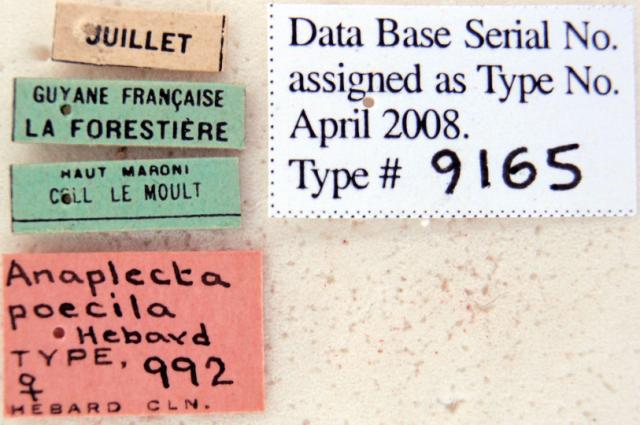 JUILLET
GUYANE FRANÇAISE
LA FORESTIÈRE
HAUT MARONI
COLL LE MOULT
Anaplecta
poecila
Hebard
TYPE, 992
♀
HEBARD CLN.
Data Base Serial No.
assigned as Type No.
April 2008.
Type # 9165